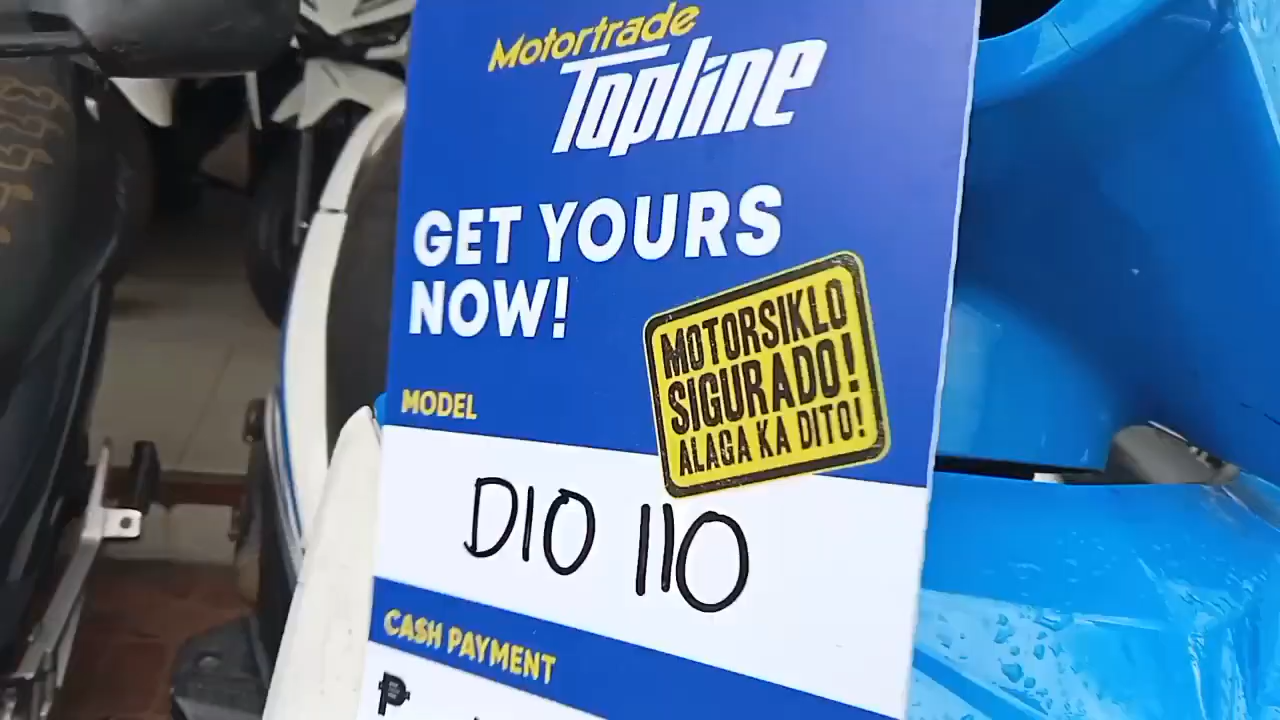 Motortrade
Topline
GET YOURS
NOW!
MOTORSIKLO
SIGURADO!
ALAGA KA DITO!
MODEL
DIO 110
CASH PAYMENT
₱